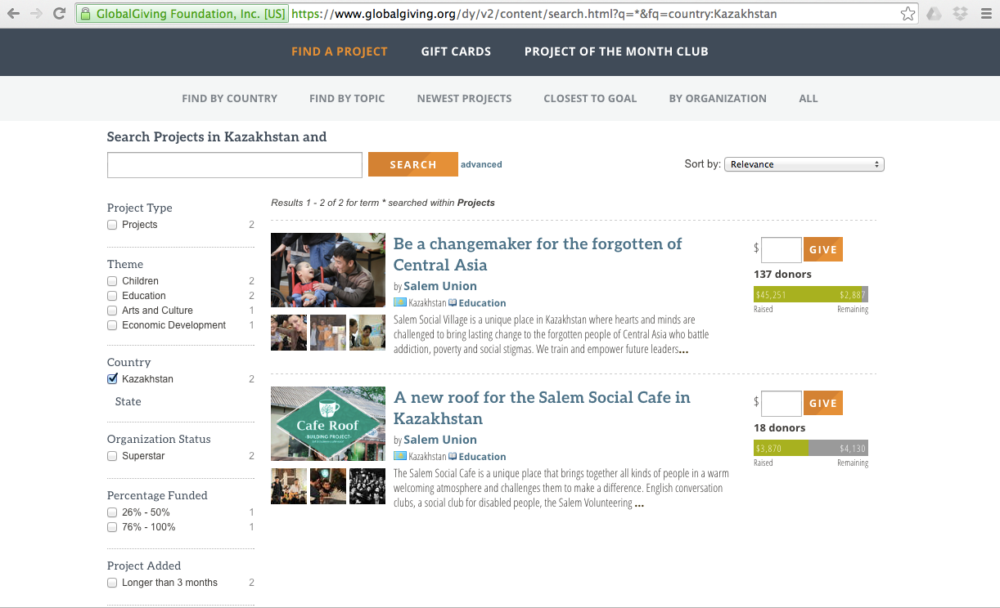 GlobalGiving Foundation, Inc. [US] https://www.globalgiving.org/dy/v2/content/search.html?q=*&fq=country:Kazakhstan
FIND A PROJECT GIFT CARDS PROJECT OF THE MONTH CLUB
FIND BY COUNTRY FIND BY TOPIC NEWEST PROJECTS CLOSEST TO GOAL BY ORGANIZATION ALL
Search Projects in Kazakhstan and
SEARCH advanced
Sort by: Relevance
Project Type
Projects 2
Theme
Children 2
Education 2
Arts and Culture 1
Economic Development 1
Country
Kazakhstan 2
State
Organization Status
Superstar 2
Percentage Funded
26% - 50% 1
76% - 100% 1
Project Added
Longer than 3 months 2
Results 1 - 2 of 2 for term * searched within Projects
Be a changemaker for the forgotten of
Central Asia
by Salem Union
Kazakhstan Education
Salem Social Village is a unique place in Kazakhstan where hearts and minds are
challenged to bring lasting change to the forgotten people of Central Asia who battle
addiction, poverty and social stigmas. We train and empower future leaders...
$ GIVE
137 donors
$45,251 $2,887
Raised Remaining
Cafe Roof
-BUILDING PROJECT-
A new roof for the Salem Social Cafe in
Kazakhstan
by Salem Union
Kazakhstan Education
The Salem Social Cafe is a unique place that brings together all kinds of people in a warm
welcoming atmosphere and challenges them to make a difference. English conversation
clubs, a social club for disabled people, the Salem Volunteering ...
$ GIVE
18 donors
$3,870 $4,130
Raised Remaining